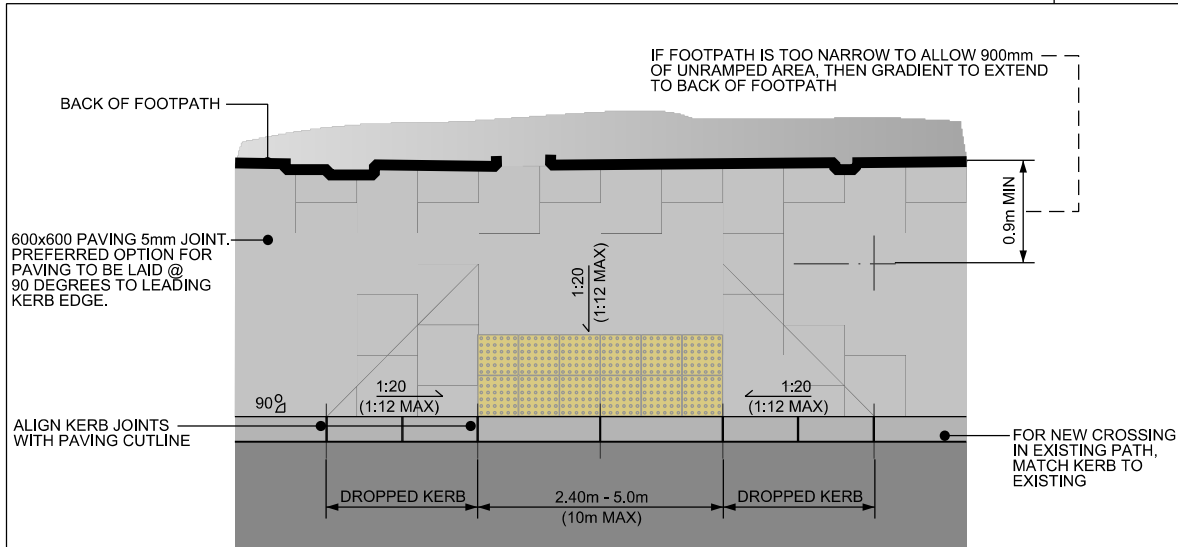 IF FOOTPATH IS TOO NARROW TO ALLOW 900mm
OF UNRAMPED AREA, THEN GRADIENT TO EXTEND
TO BACK OF FOOTPATH
BACK OF FOOTPATH
0.9m MIN
600x600 PAVING 5mm JOINT.
PREFERRED OPTION FOR
PAVING TO BE LAID @
90 DEGREES TO LEADING
KERB EDGE.
1:20
(1:12 MAX)
1:20
(1:12 MAX)
1:20
(1:12 MAX)
90°
ALIGN KERB JOINTS
WITH PAVING CUTLINE
FOR NEW CROSSING
IN EXISTING PATH,
MATCH KERB TO
EXISTING
DROPPED KERB
2.40m - 5.0m
(10m MAX)
DROPPED KERB